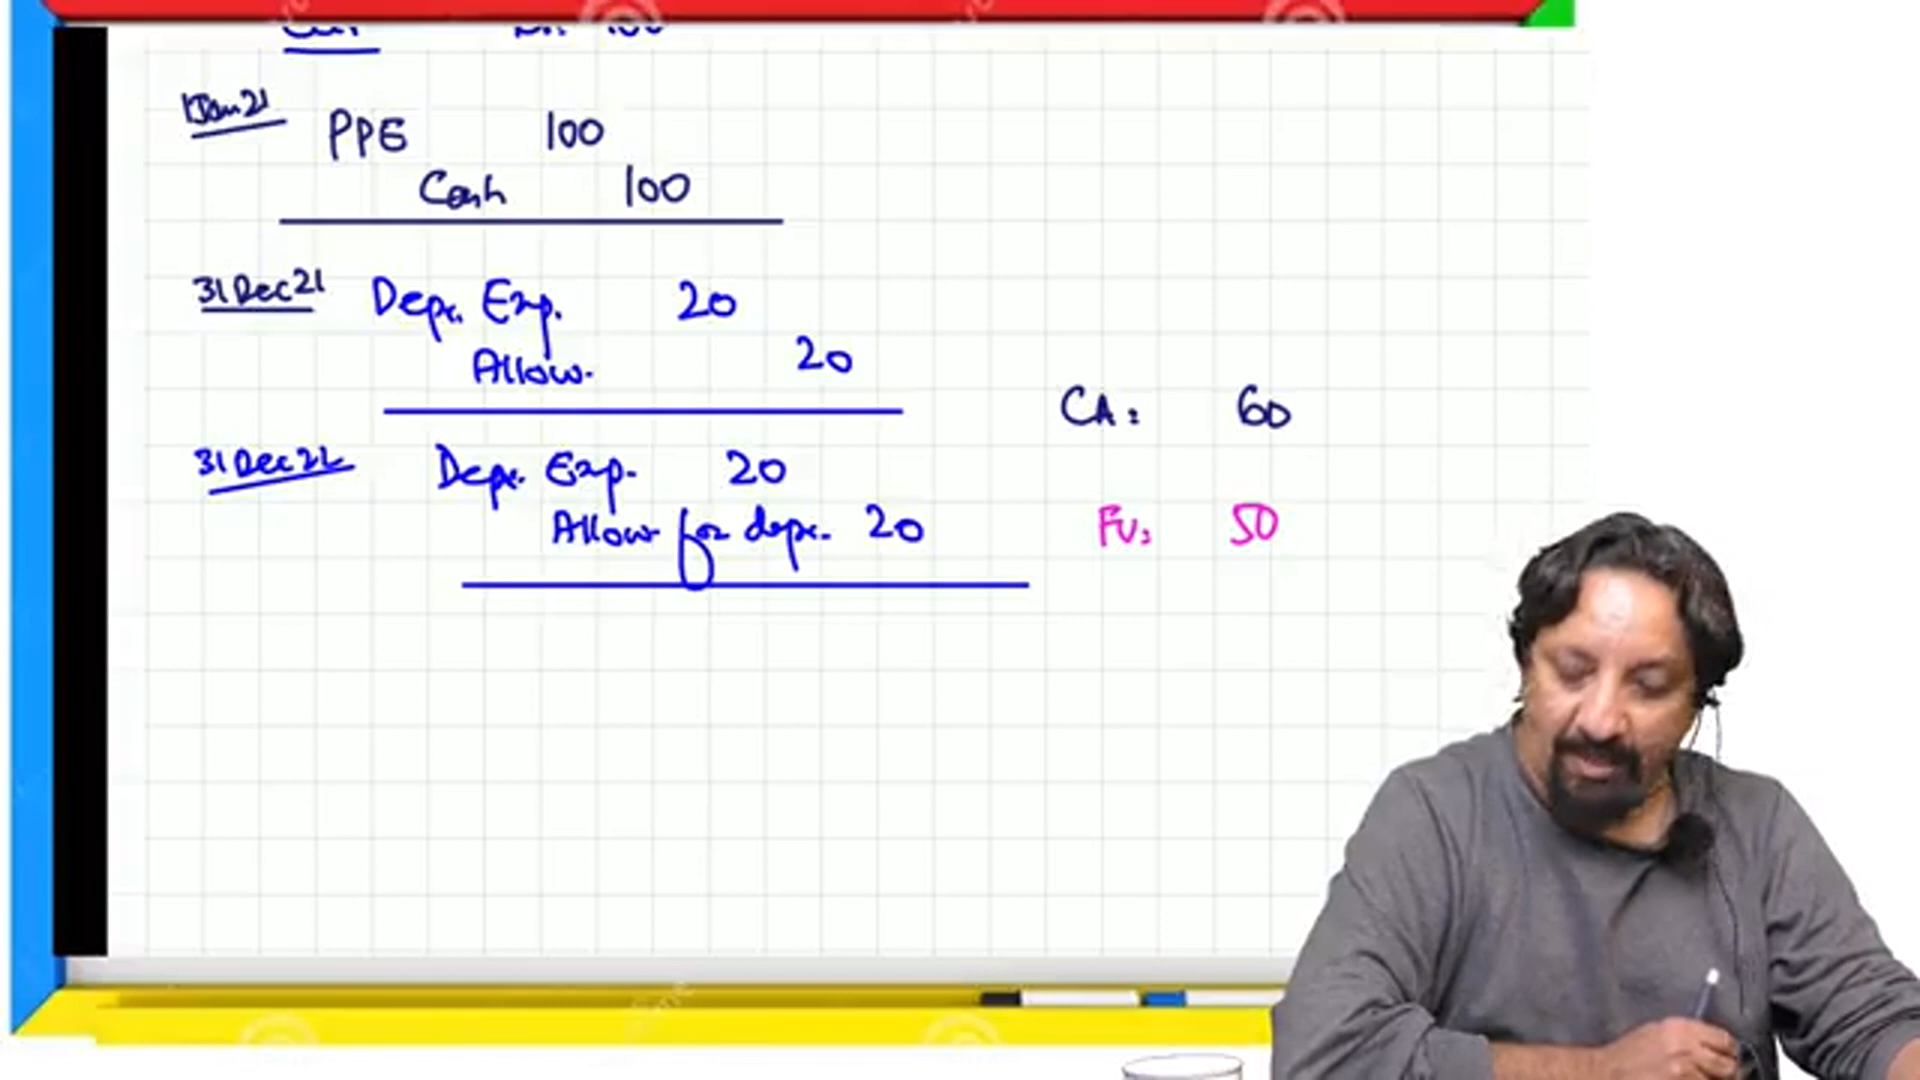 1Jan21
PPE 100
Cash 100
31Dec21 Depr. Exp. 20
Allow. 20
CA: 60
31Dec22 Depr. Exp. 20
Allow for depr. 20
FV: 50